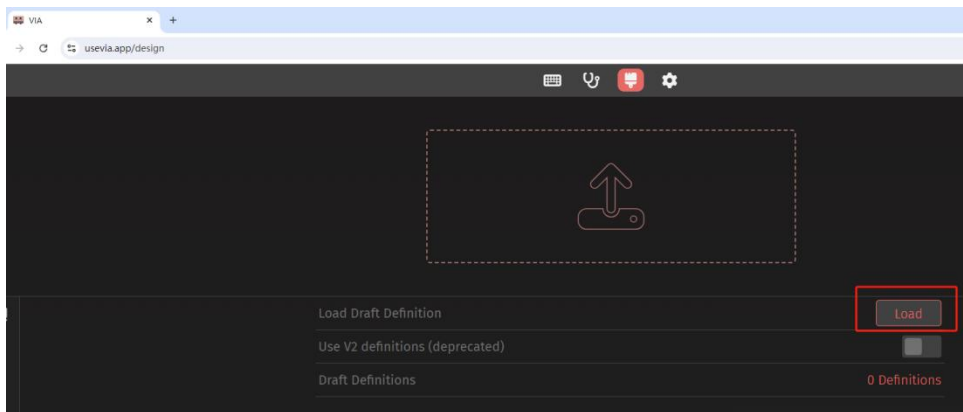 VIA
usevia.app/design
Load Draft Definition
Load
Use V2 definitions (deprecated)
Draft Definitions
0 Definitions